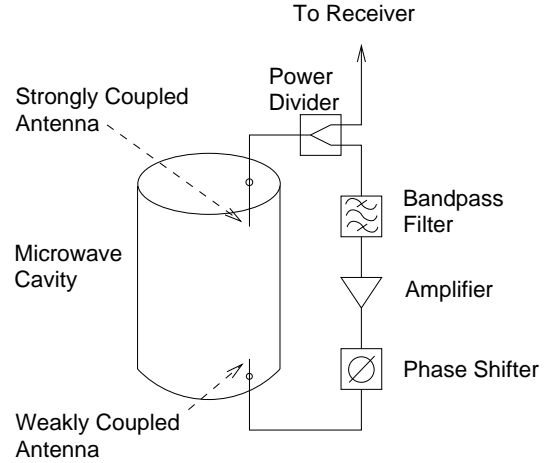 To Receiver
Power
Divider
Strongly Coupled
Antenna
Bandpass
Filter
Microwave
Cavity
Amplifier
Phase Shifter
Weakly Coupled
Antenna